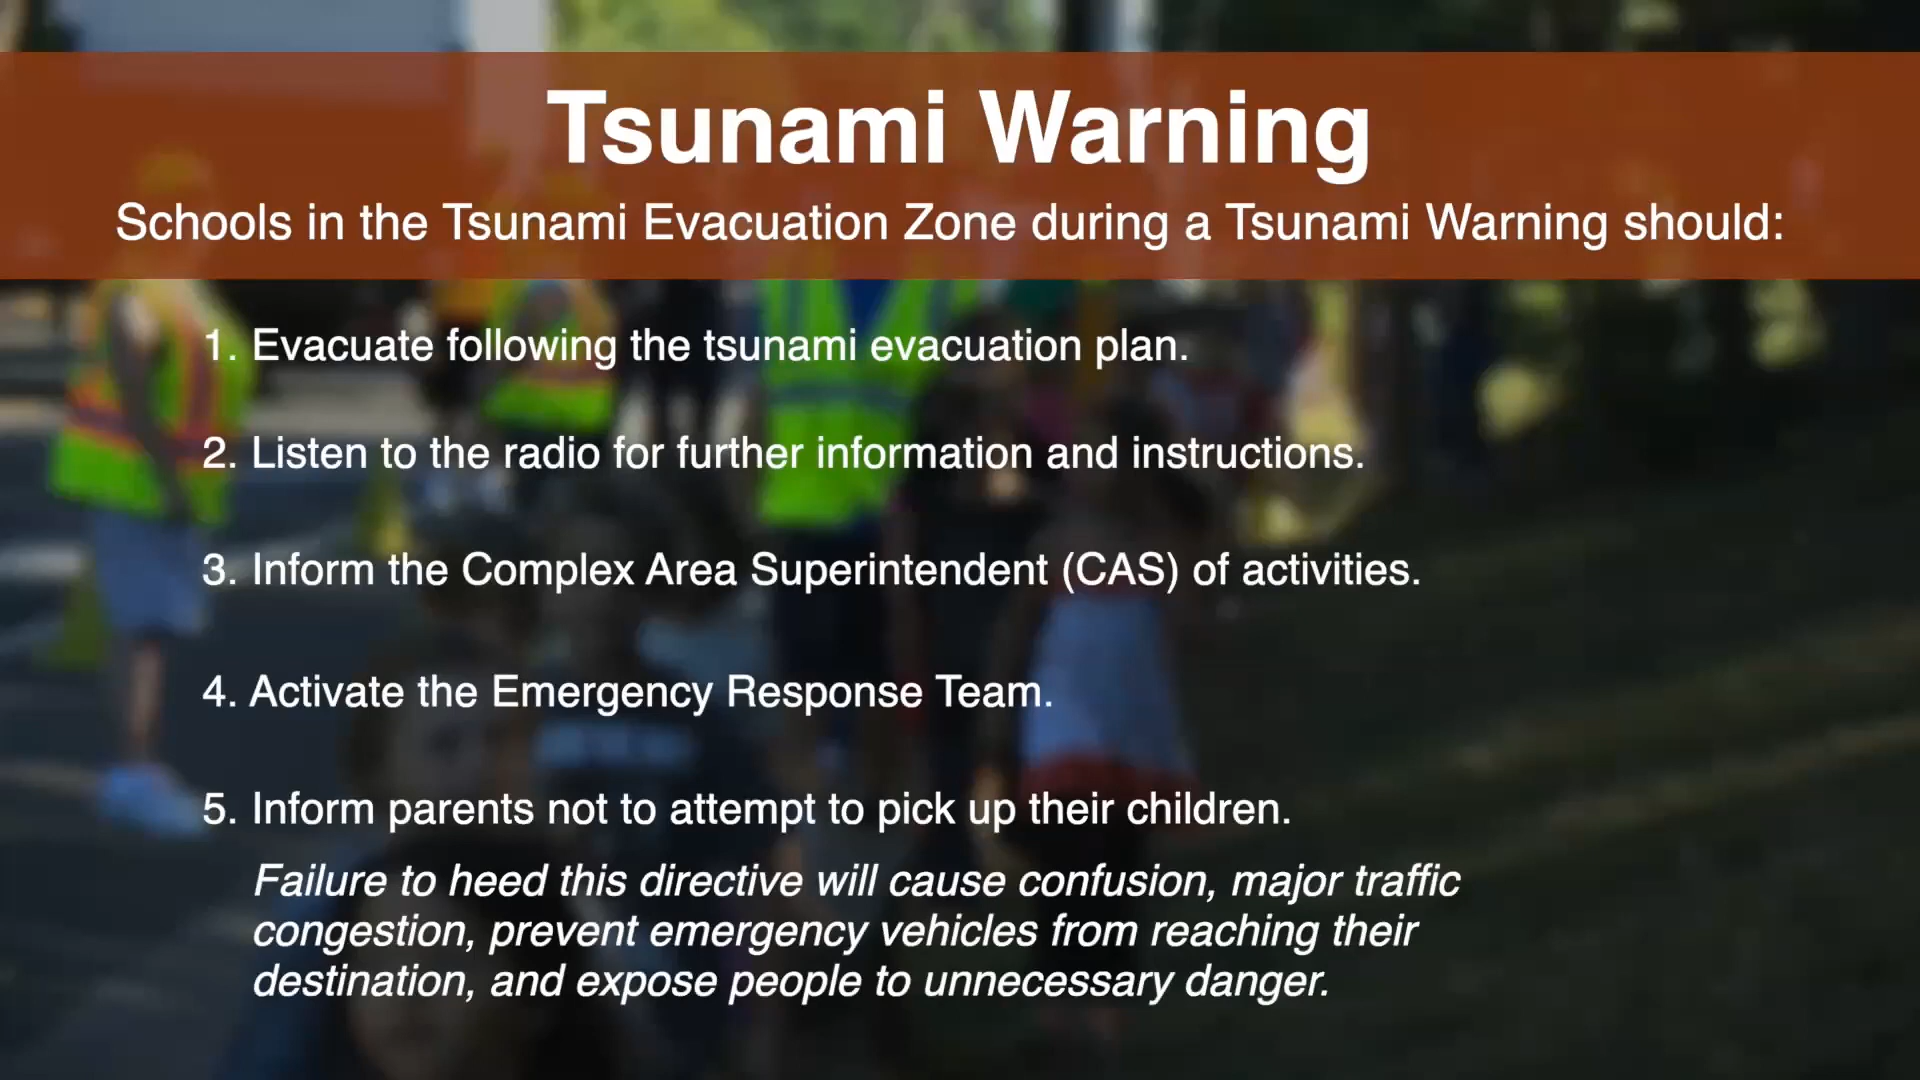 Tsunami Warning
Schools in the Tsunami Evacuation Zone during a Tsunami Warning should:
1. Evacuate following the tsunami evacuation plan.
2. Listen to the radio for further information and instructions.
3. Inform the Complex Area Superintendent (CAS) of activities.
4. Activate the Emergency Response Team.
5. Inform parents not to attempt to pick up their children.
Failure to heed this directive will cause confusion, major traffic
congestion, prevent emergency vehicles from reaching their
destination, and expose people to unnecessary danger.